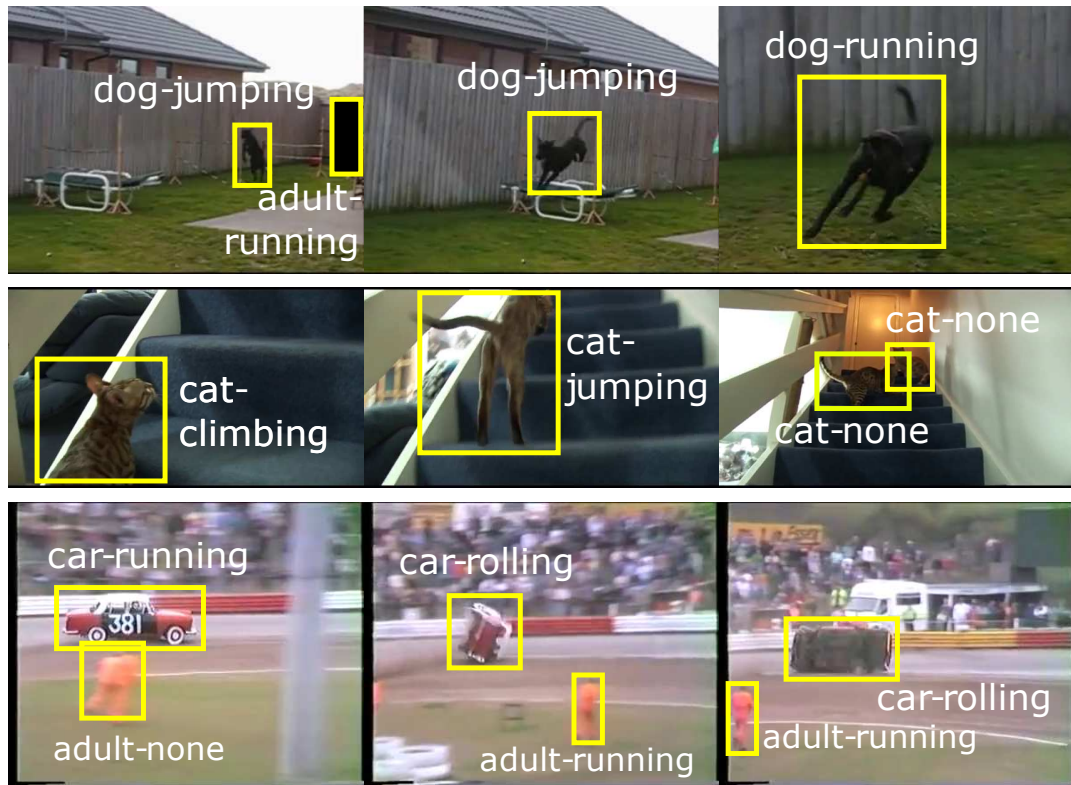 dog-jumping
adult-
running
dog-jumping
dog-running
cat-
climbing
cat-
jumping
cat-none
cat-none
car-running
381
adult-none
car-rolling
adult-running
car-rolling
adult-running